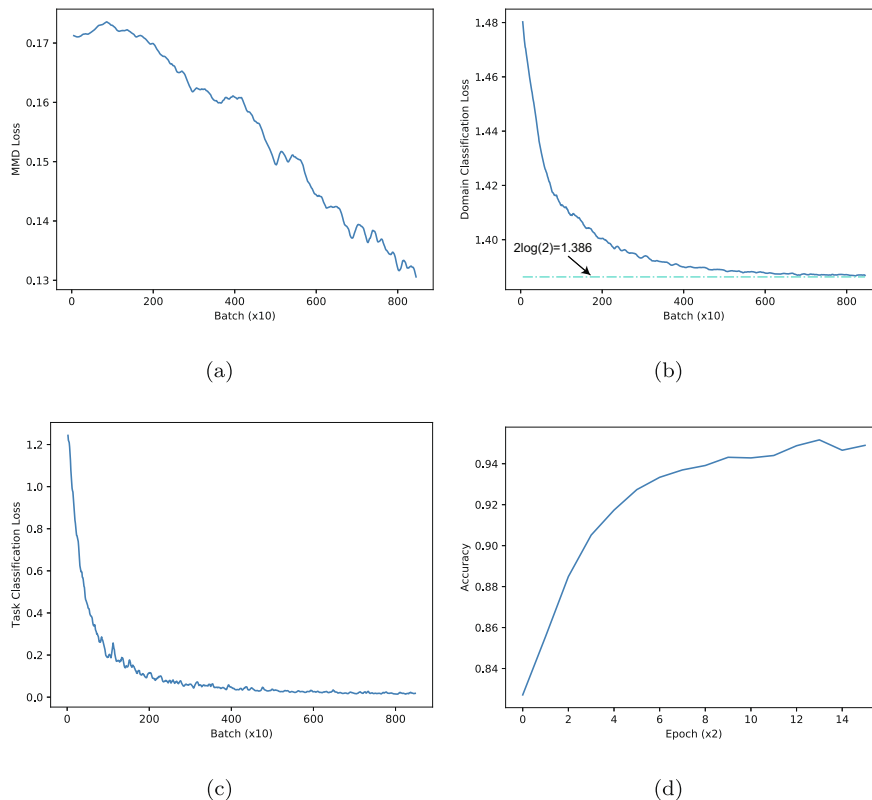 0.17
0.16
0.15
0.14
0.13
MMD Loss
0 200 400 600 800
Batch (x10)
(a)
1.48
1.46
1.44
1.42
1.40
Domain Classification Loss
2log(2)=1.386
0 200 400 600 800
Batch (x10)
(b)
1.2
1.0
0.8
0.6
0.4
0.2
0.0
Task Classification Loss
0 200 400 600 800
Batch (x10)
(c)
0.94
0.92
0.90
0.88
0.86
0.84
Accuracy
0 2 4 6 8 10 12 14
Epoch (x2)
(d)